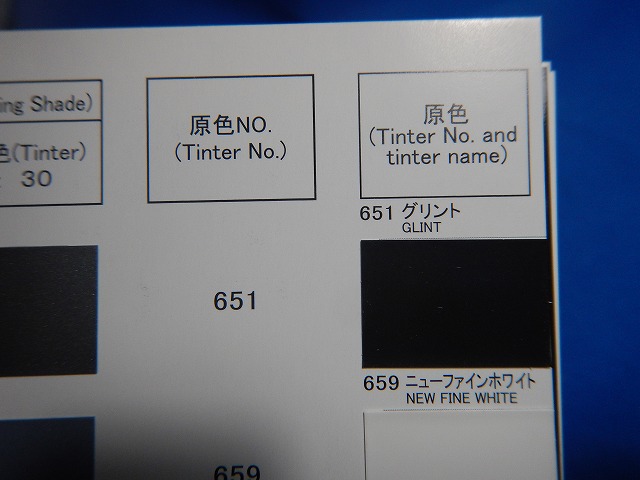 ing Shade)
色(Tinter)
30
原色NO.
(Tinter No.)
原色
(Tinter No. and
tinter name)
651 グリント
GLINT
651
659 ニューファインホワイト
NEW FINE WHITE
659